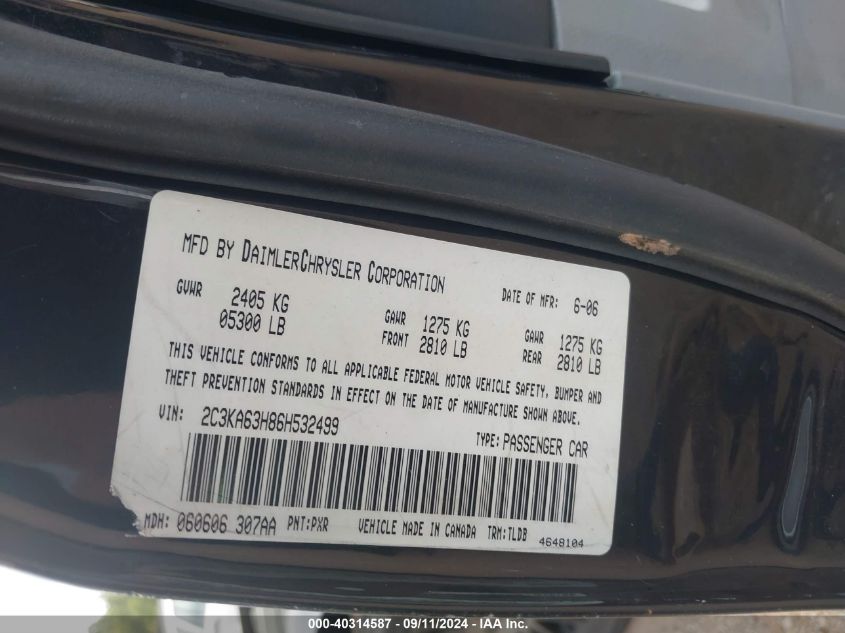 MFD BY DAIMLERCHRYSLER CORPORATION
DATE OF MFR: 6-06
GVWR 2405 KG
05300 LB
GAWR FRONT 1275 KG
2810 LB
GAWR REAR 1275 KG
2810 LB
THIS VEHICLE CONFORMS TO ALL APPLICABLE FEDERAL MOTOR VEHICLE SAFETY, BUMPER AND
THEFT PREVENTION STANDARDS IN EFFECT ON THE DATE OF MANUFACTURE SHOWN ABOVE.
VIN: 2C3KA63H86H532499
TYPE: PASSENGER CAR
MDH: 060606 307AA PNT:PXR VEHICLE MADE IN CANADA TRM:TLDB
4648104
000-40314587 - 09/11/2024 - IAA Inc.